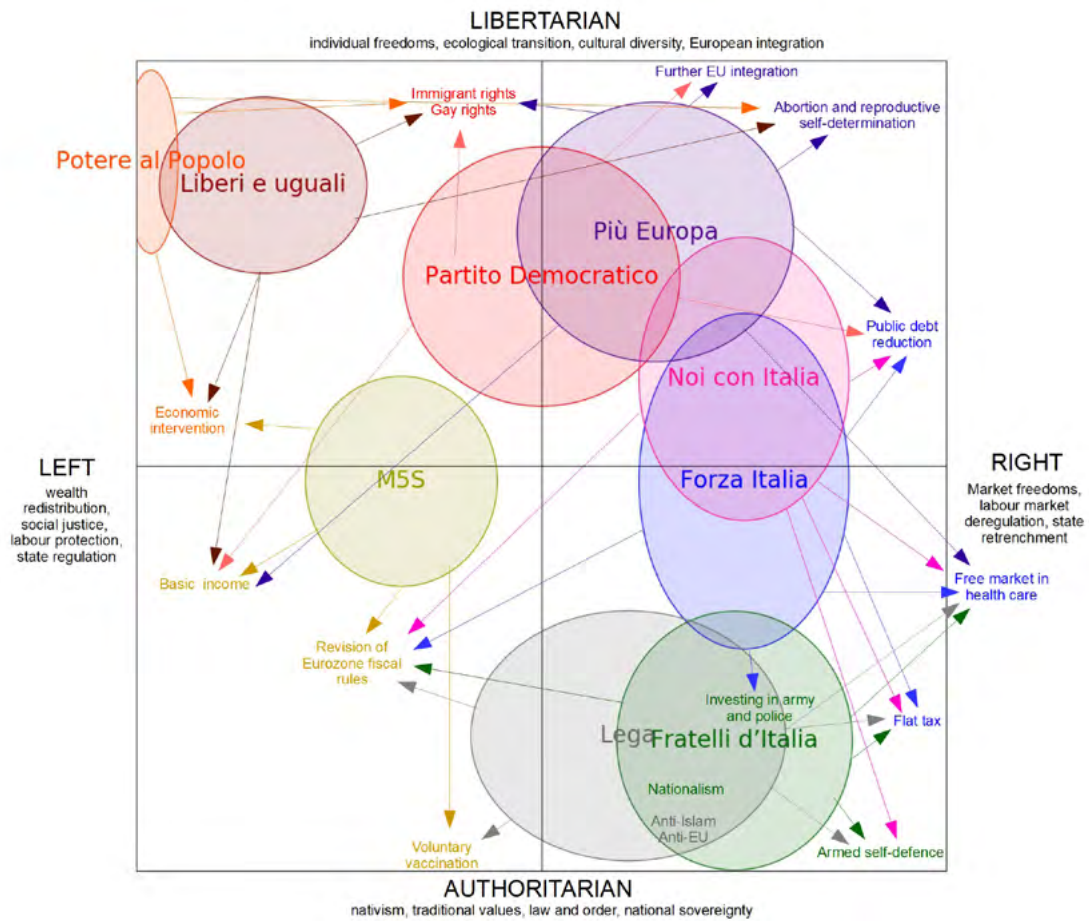 LIBERTARIAN
individual freedoms, ecological transition, cultural diversity, European integration
Further EU integration
Immigrant rights
Gay rights
Abortion and reproductive
self-determination
Potere al Popolo
Liberi e uguali
Più Europa
Partito Democratico
Public debt
reduction
Noi con Italia
Economic
intervention
LEFT
wealth
redistribution,
social justice,
labour protection,
state regulation
M5S
Forza Italia
RIGHT
Market freedoms,
labour market
deregulation, state
retrenchment
Basic income
Free market in
health care
Revision of
Eurozone fiscal
rules
Investing in army
and police
Flat tax
Lega
Fratelli d'Italia
Nationalism
Anti-Islam
Anti-EU
Voluntary
vaccination
Armed self-defence
AUTHORITARIAN
nativism, traditional values, law and order, national sovereignty